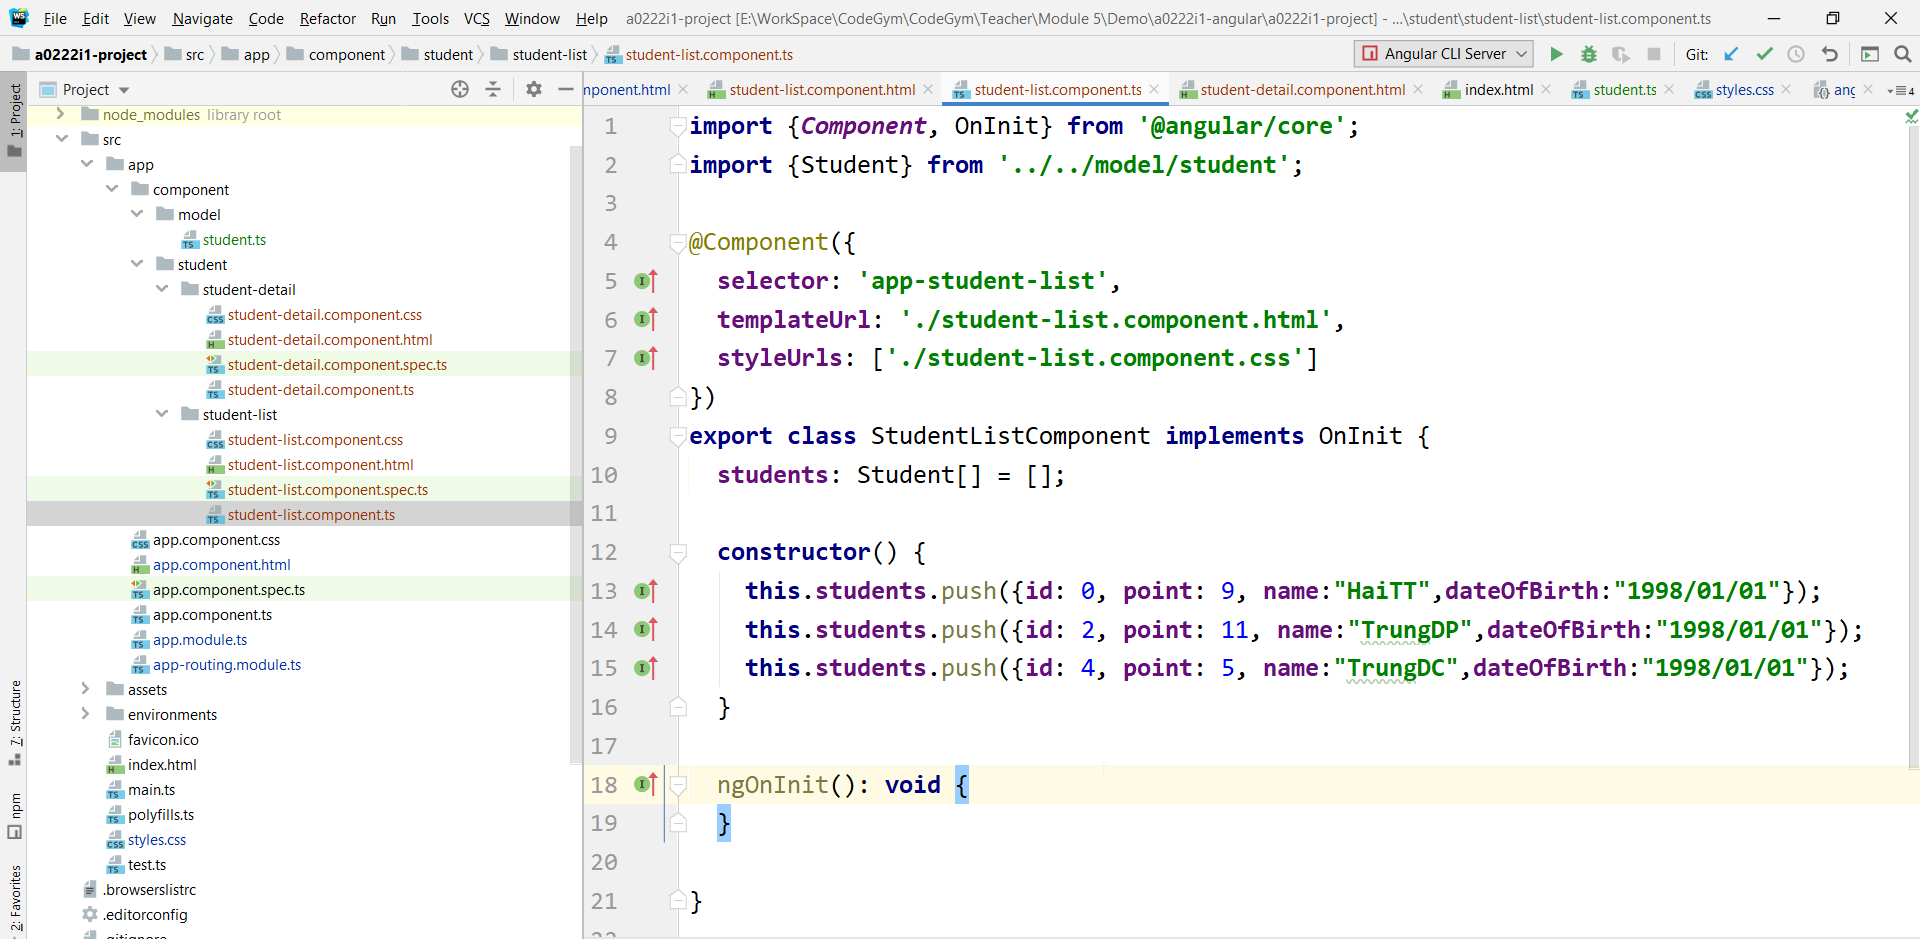 WS File Edit View Navigate Code Refactor Run Tools VCS Window Help a0222i1-project [E:\WorkSpace\CodeGym\CodeGym\Teacher\Module 5\Demo\a0222i1-angular\a0222i1-project] - ...\student\student-list\student-list.component.ts
a0222i1-project src app component student student-list student-list.component.ts Angular CLI Server Git:
Project mponent.html student-list.component.html student-list.component.ts student-detail.component.html index.html student.ts styles.css ang 4
1: Project
7: Structure
npm
2: Favorites
node_modules library root
src
app
component
model
student.ts
student
student-detail
student-detail.component.css
student-detail.component.html
student-detail.component.spec.ts
student-detail.component.ts
student-list
student-list.component.css
student-list.component.html
student-list.component.spec.ts
student-list.component.ts
app.component.css
app.component.html
app.component.spec.ts
app.component.ts
app.module.ts
app-routing.module.ts
assets
environments
favicon.ico
index.html
main.ts
polyfills.ts
styles.css
test.ts
.browserslistrc
.editorconfig
.gitignore
1 import {Component, OnInit} from '@angular/core';
2 import {Student} from '../../model/student';
3
4 @Component({
5 selector: 'app-student-list',
6 templateUrl: './student-list.component.html',
7 styleUrls: ['./student-list.component.css']
8 })
9 export class StudentListComponent implements OnInit {
10 students: Student[] = [];
11
12 constructor() {
13 this.students.push({id: 0, point: 9, name:"HaiTT",dateOfBirth:"1998/01/01"});
14 this.students.push({id: 2, point: 11, name:"TrungDP",dateOfBirth:"1998/01/01"});
15 this.students.push({id: 4, point: 5, name:"TrungDC",dateOfBirth:"1998/01/01"});
16 }
17
18 ngOnInit(): void {
19 }
20
21 }
22